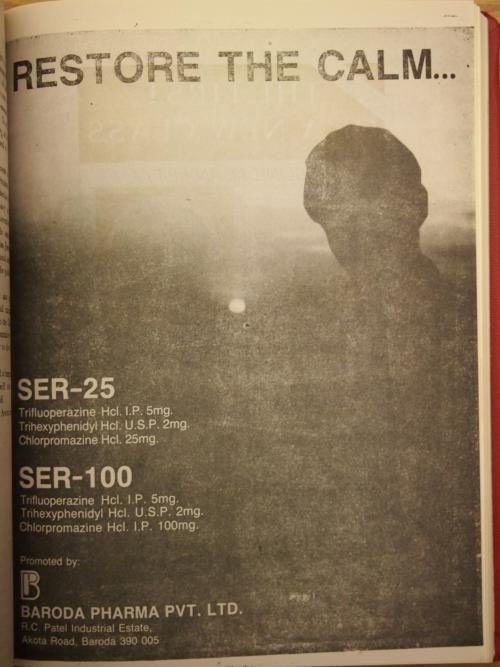 RESTORE THE CALM...
SER-25
Trifluoperazine Hcl. I.P. 5mg.
Trihexyphenidyl Hcl. U.S.P. 2mg.
Chlorpromazine Hcl. 25mg.
SER-100
Trifluoperazine Hcl. I.P. 5mg.
Trihexyphenidyl Hcl. U.S.P. 2mg.
Chlorpromazine Hcl. I.P. 100mg.
Promoted by:
B
BARODA PHARMA PVT. LTD.
R.C. Patel Industrial Estate,
Akota Road, Baroda 390 005